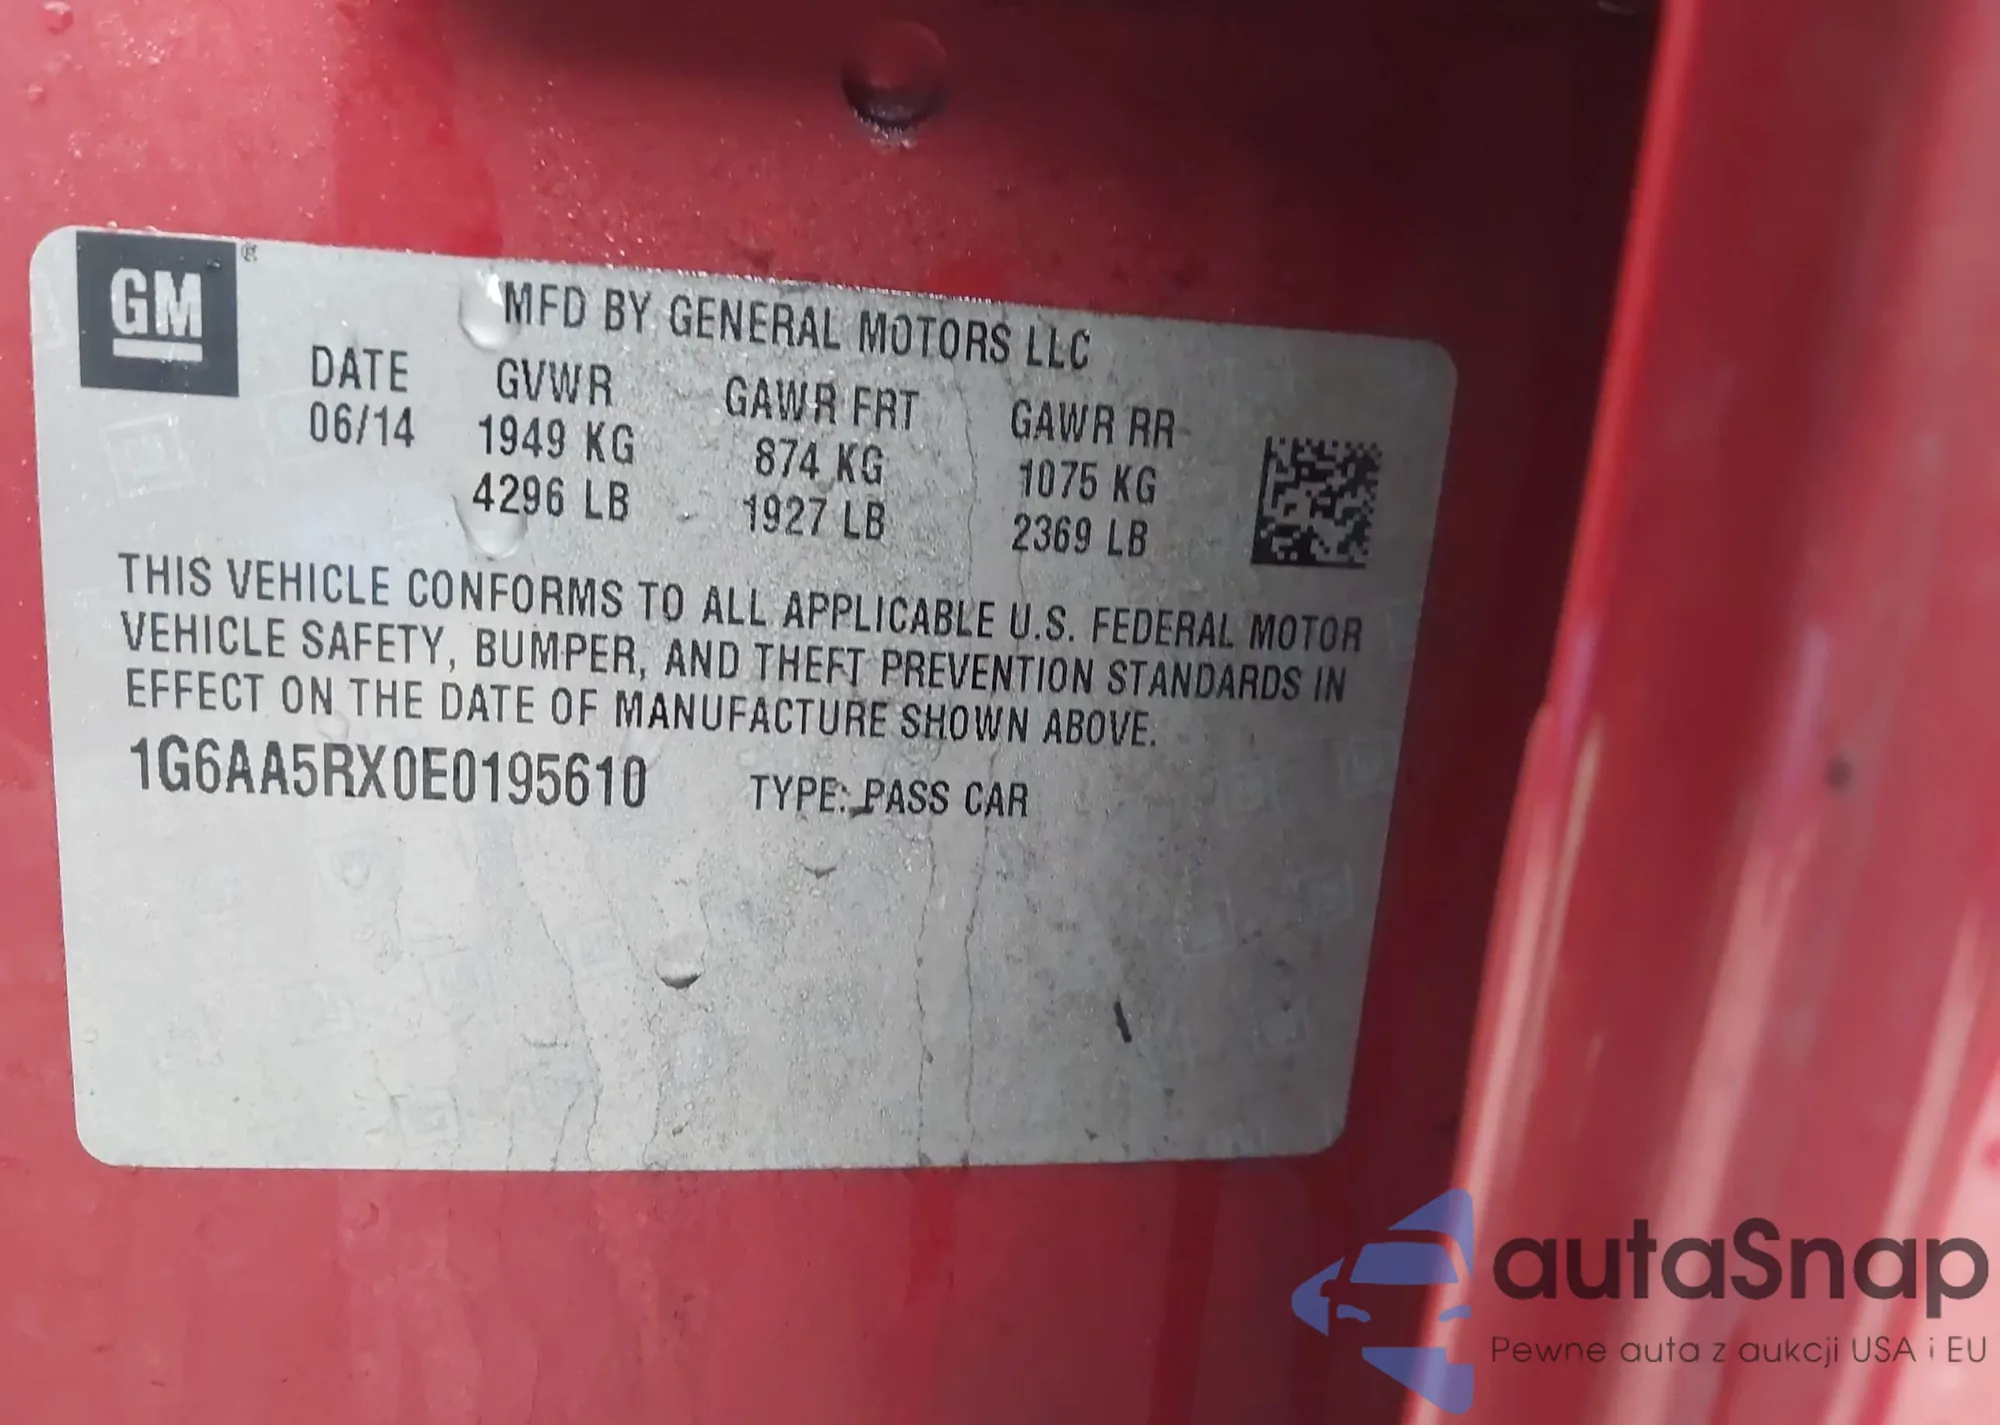 GM
MFD BY GENERAL MOTORS LLC
DATE GVWR GAWR FRT GAWR RR
06/14 1949 KG 874 KG 1075 KG
4296 LB 1927 LB 2369 LB
THIS VEHICLE CONFORMS TO ALL APPLICABLE U.S. FEDERAL MOTOR
VEHICLE SAFETY, BUMPER, AND THEFT PREVENTION STANDARDS IN
EFFECT ON THE DATE OF MANUFACTURE SHOWN ABOVE.
1G6AA5RX0E0195610 TYPE: PASS CAR
autaSnap
Pewne auta z aukcji USA i EU